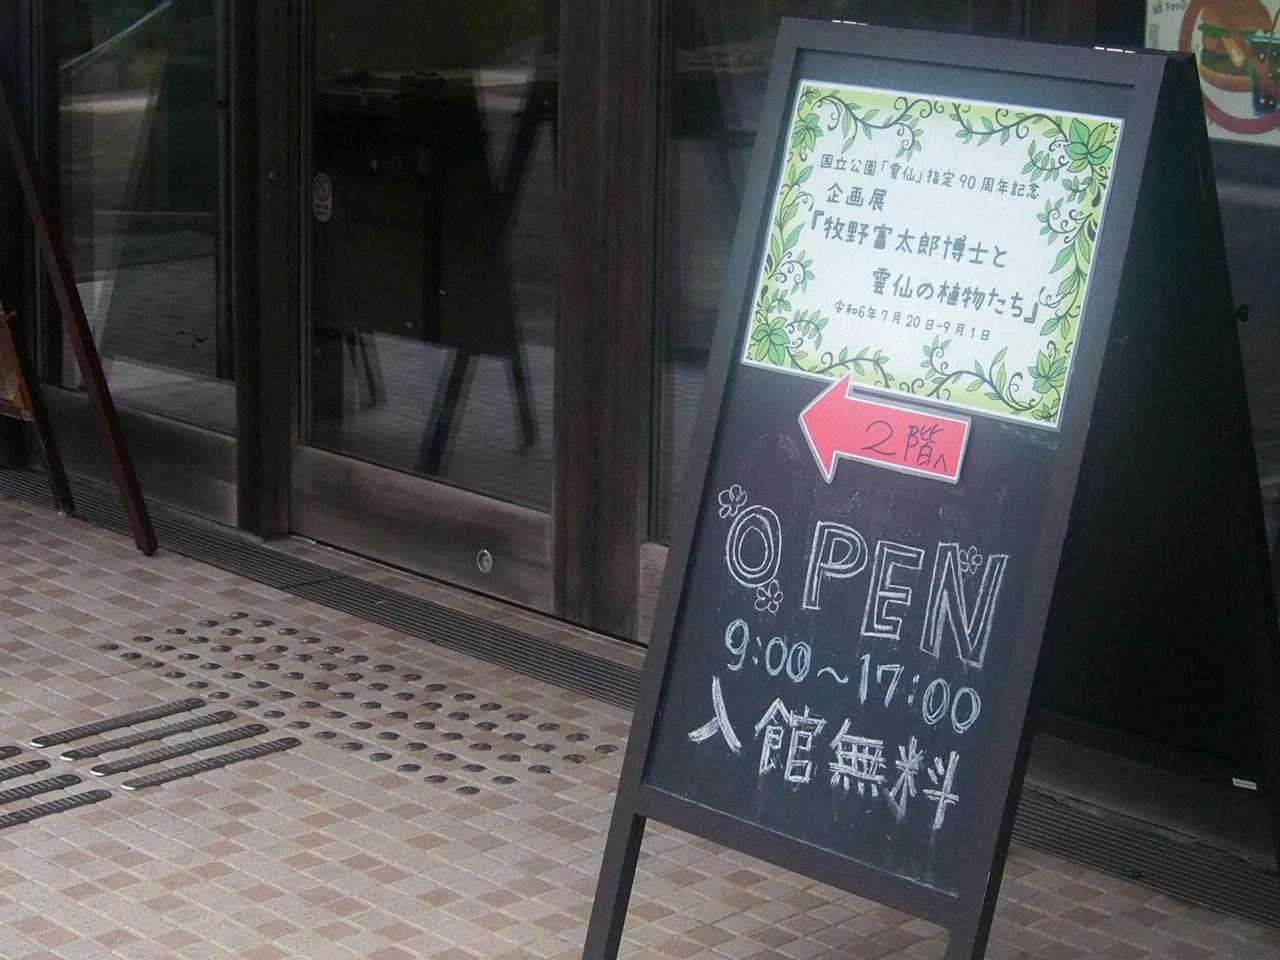 No FooD
国立公園「雲仙」指定90周年記念
企画展
『牧野富太郎博士と
雲仙の植物たち』
令和6年7月20日-9月1日
2階へ
OPEN
9:00～17:00
入館無料